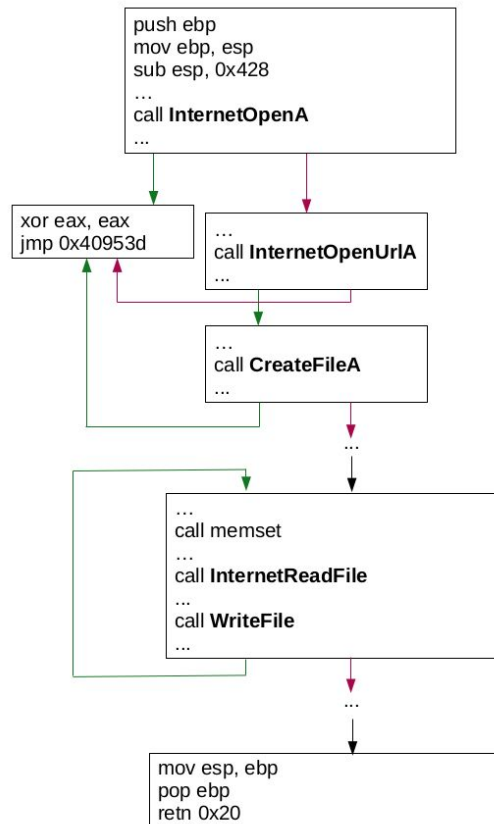 push ebp
mov ebp, esp
sub esp, 0x428
...
call InternetOpenA
...
xor eax, eax
jmp 0x40953d
...
call InternetOpenUrlA
...
...
call CreateFileA
...
...
...
call memset
...
call InternetReadFile
...
call WriteFile
...
...
mov esp, ebp
pop ebp
retn 0x20